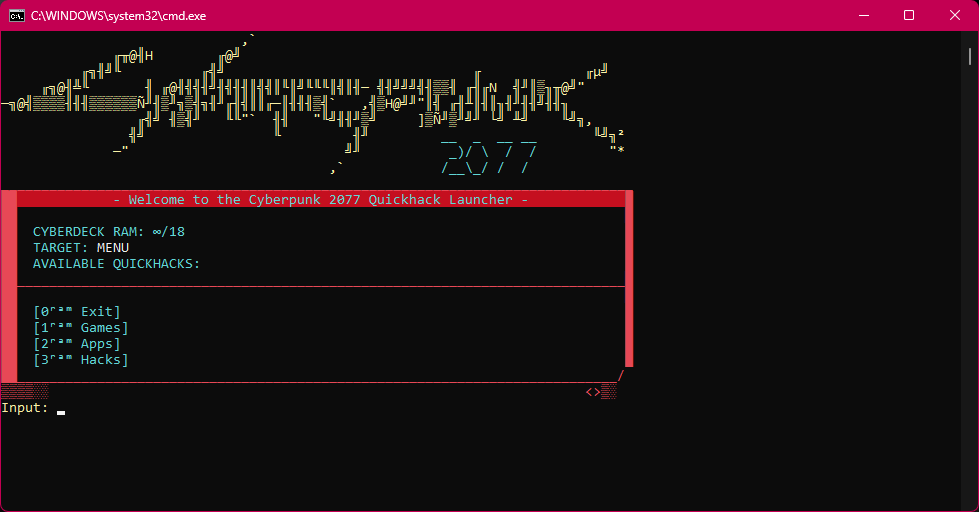 C:\WINDOWS\system32\cmd.exe
- Welcome to the Cyberpunk 2077 Quickhack Launcher -
CYBERDECK RAM: ∞/18
TARGET: MENU
AVAILABLE QUICKHACKS:
[0ʳᵃᵐ Exit]
[1ʳᵃᵐ Games]
[2ʳᵃᵐ Apps]
[3ʳᵃᵐ Hacks]
<>
Input: